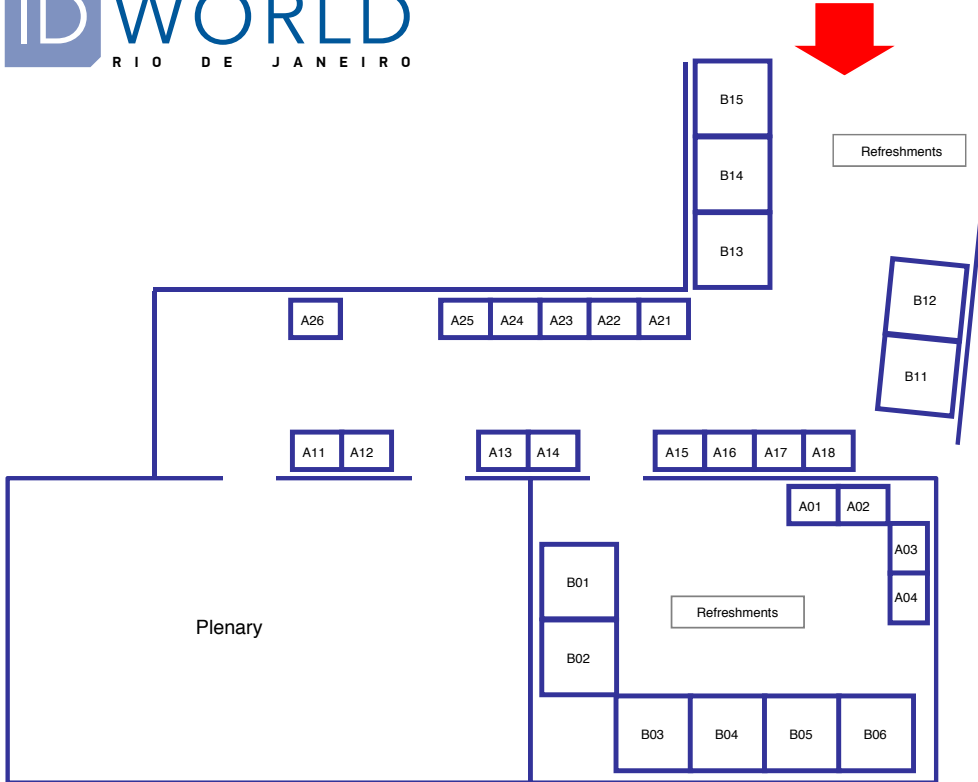 ID WORLD
RIO DE JANEIRO
B15
Refreshments
B14
B13
B12
A26
A25 A24 A23 A22 A21
B11
A11 A12
A13 A14
A15 A16 A17 A18
A01 A02
A03
B01
A04
Refreshments
Plenary
B02
B03 B04 B05 B06